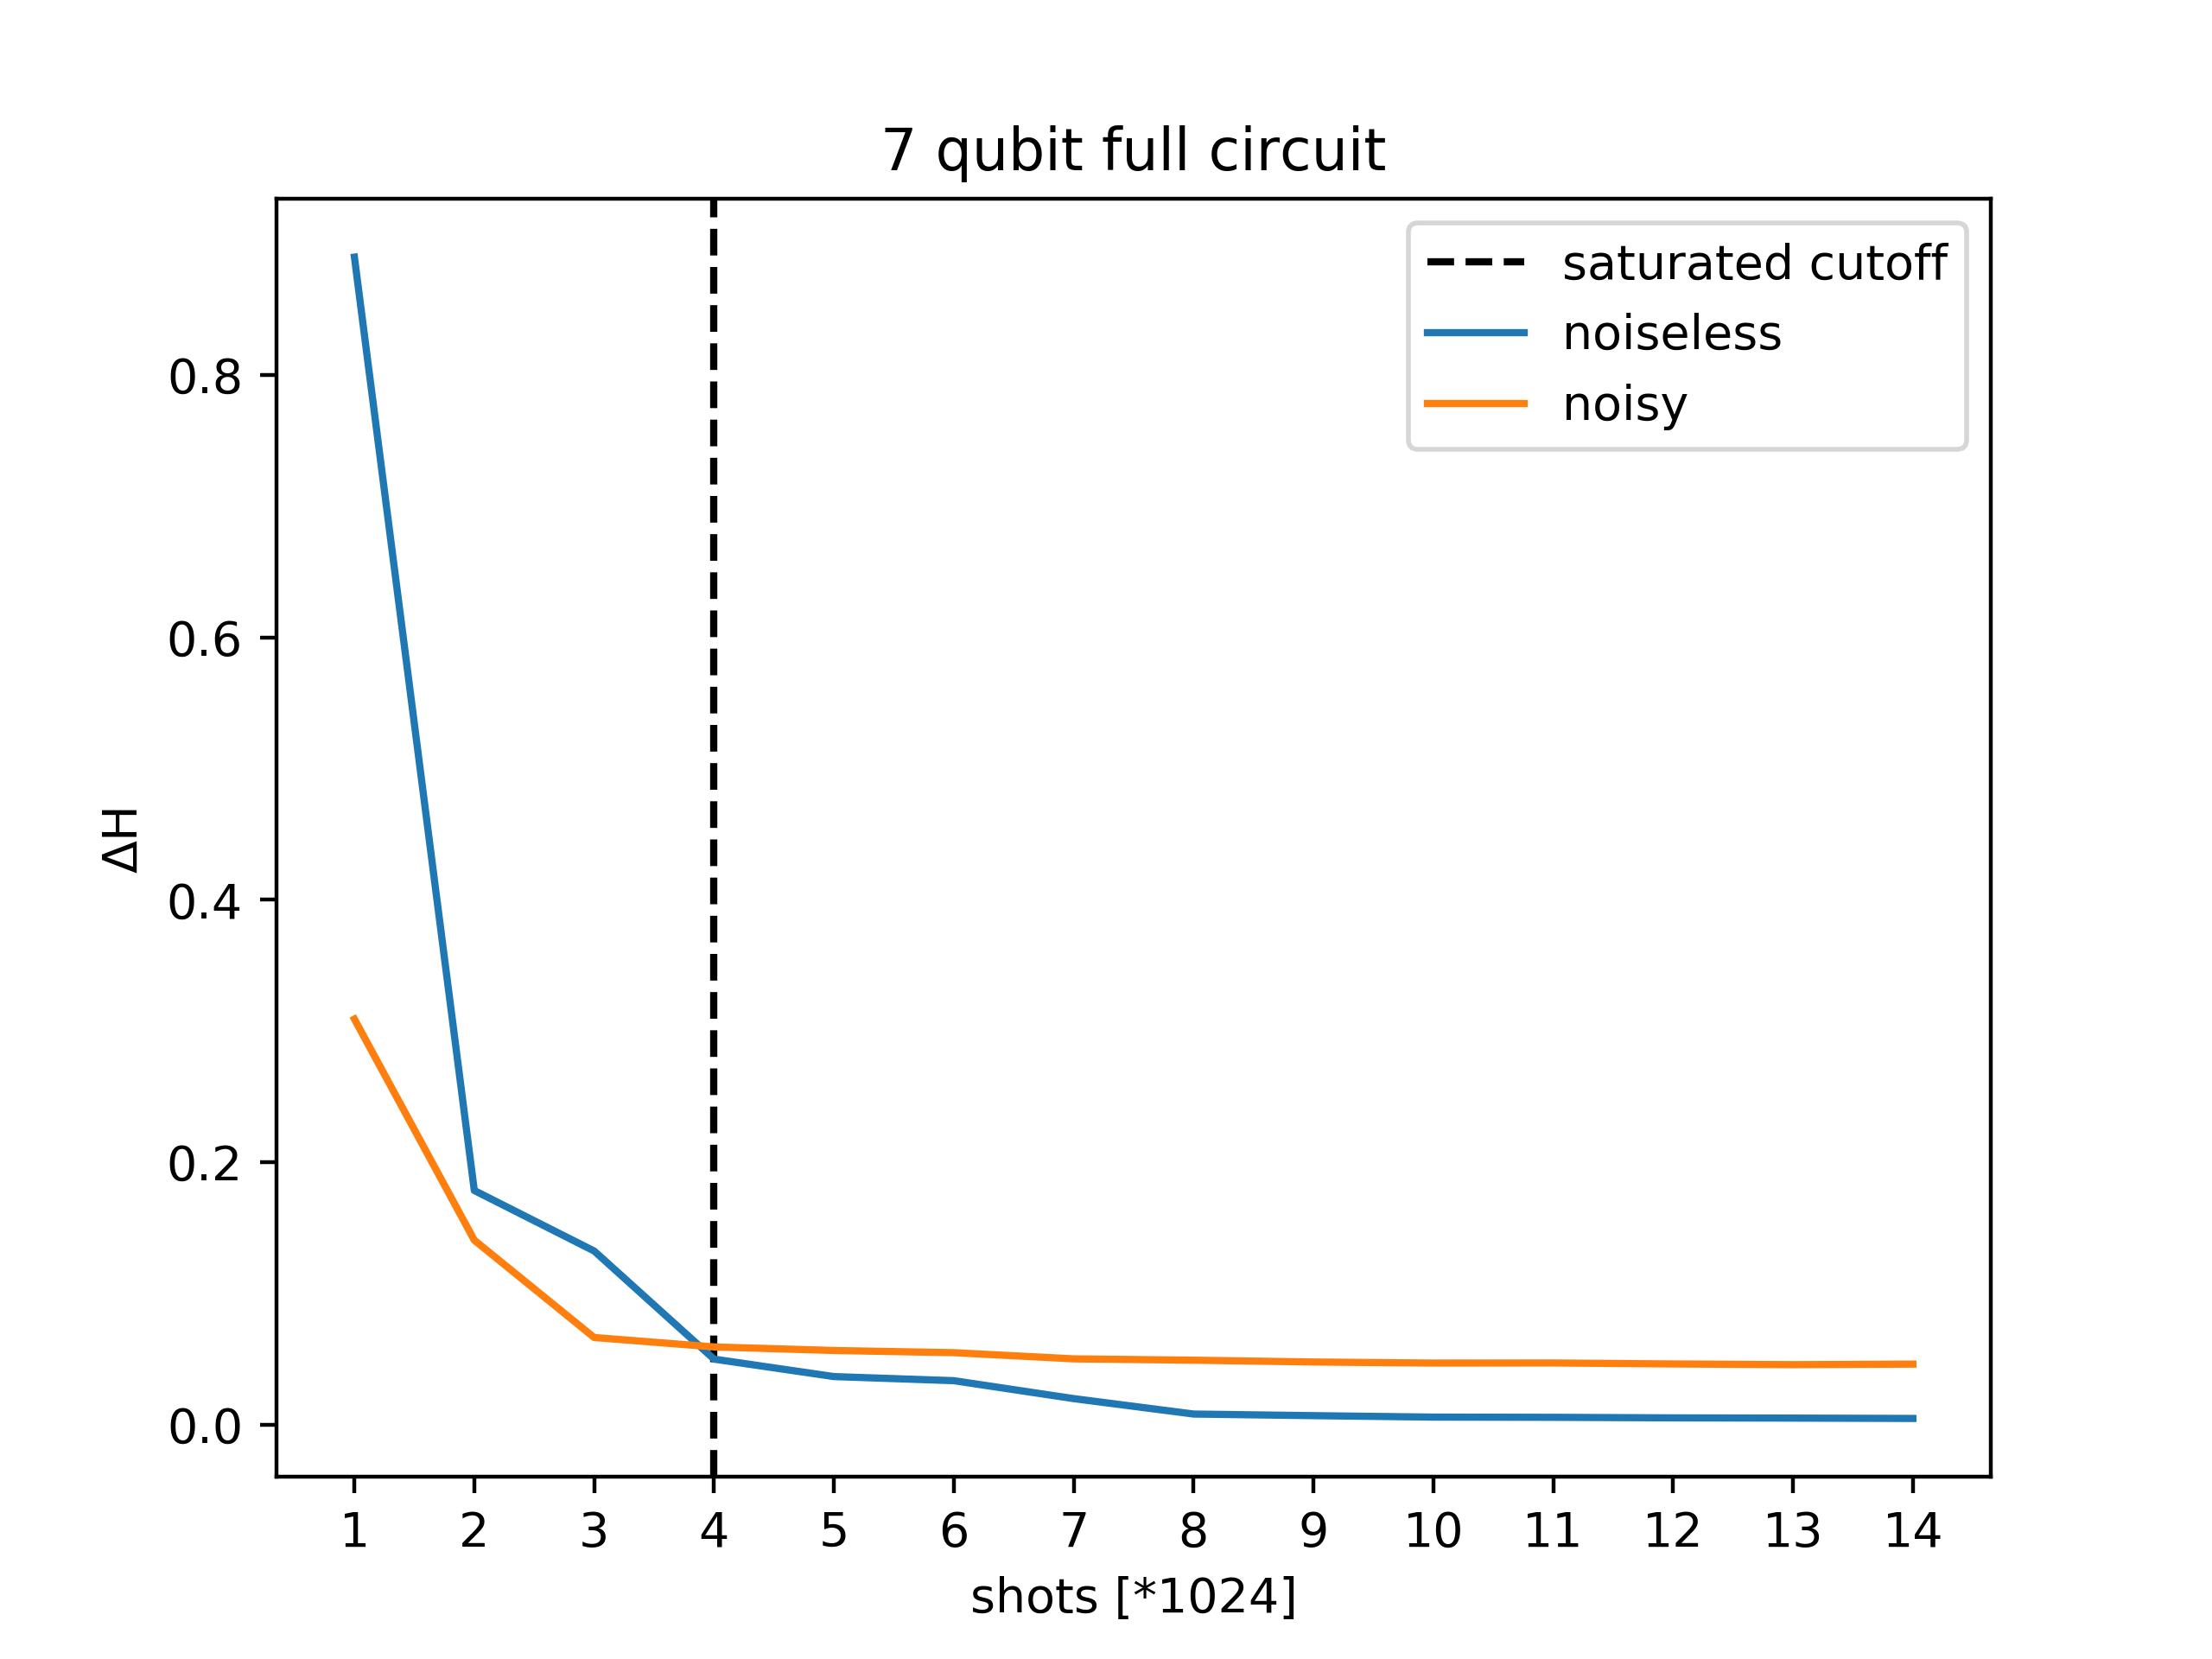 7 qubit full circuit
saturated cutoff
noiseless
noisy
0.8
0.6
0.4
0.2
0.0
ΔH
1 2 3 4 5 6 7 8 9 10 11 12 13 14
shots [*1024]